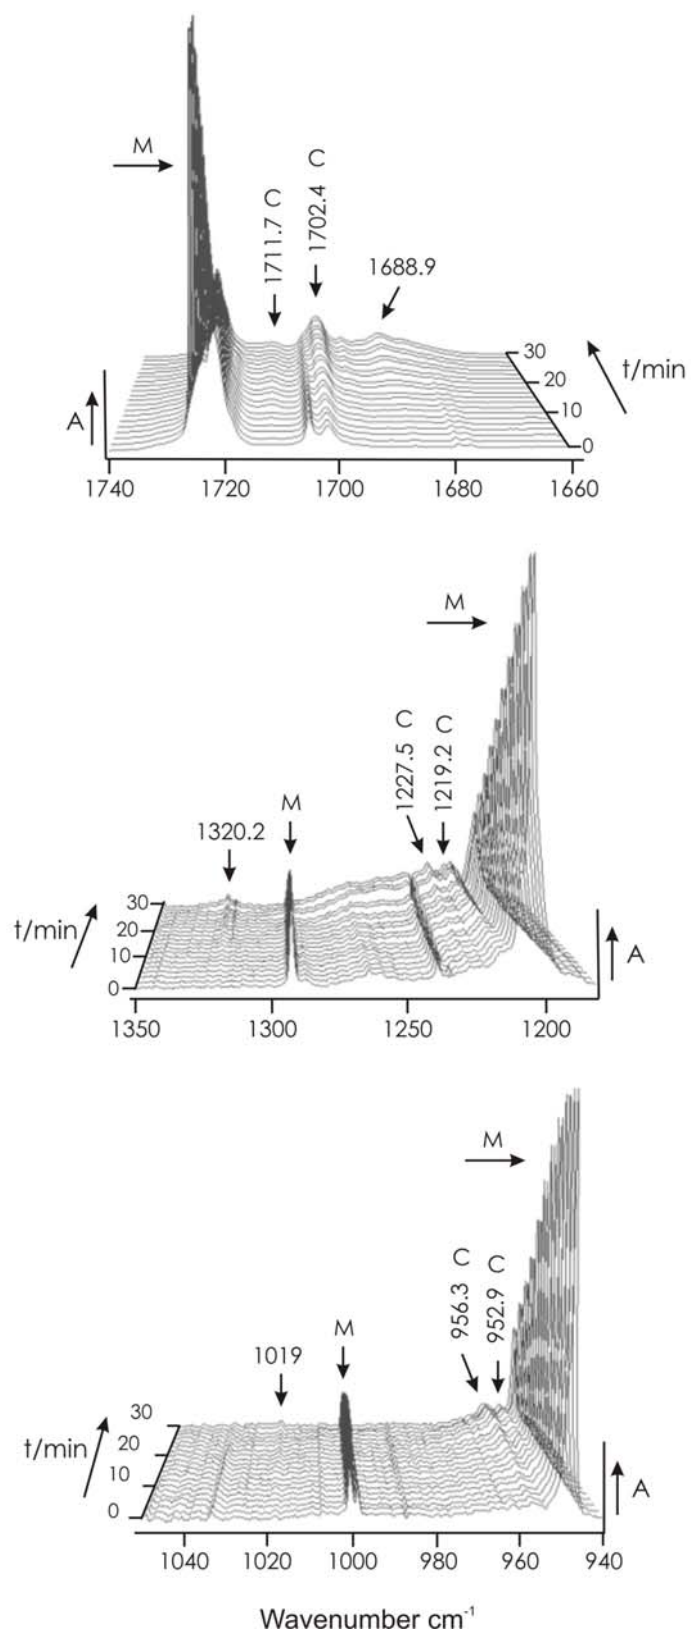 M
1711.7 C
1702.4 C
1688.9
A
30
20
10
0
t/min
1740 1720 1700 1680 1660
M
1227.5 C
1219.2 C
M
1320.2
t/min
30
20
10
0
A
1350 1300 1250 1200
M
956.3 C
952.9 C
M
1019
t/min
30
20
10
0
A
1040 1020 1000 980 960 940
Wavenumber cm⁻¹